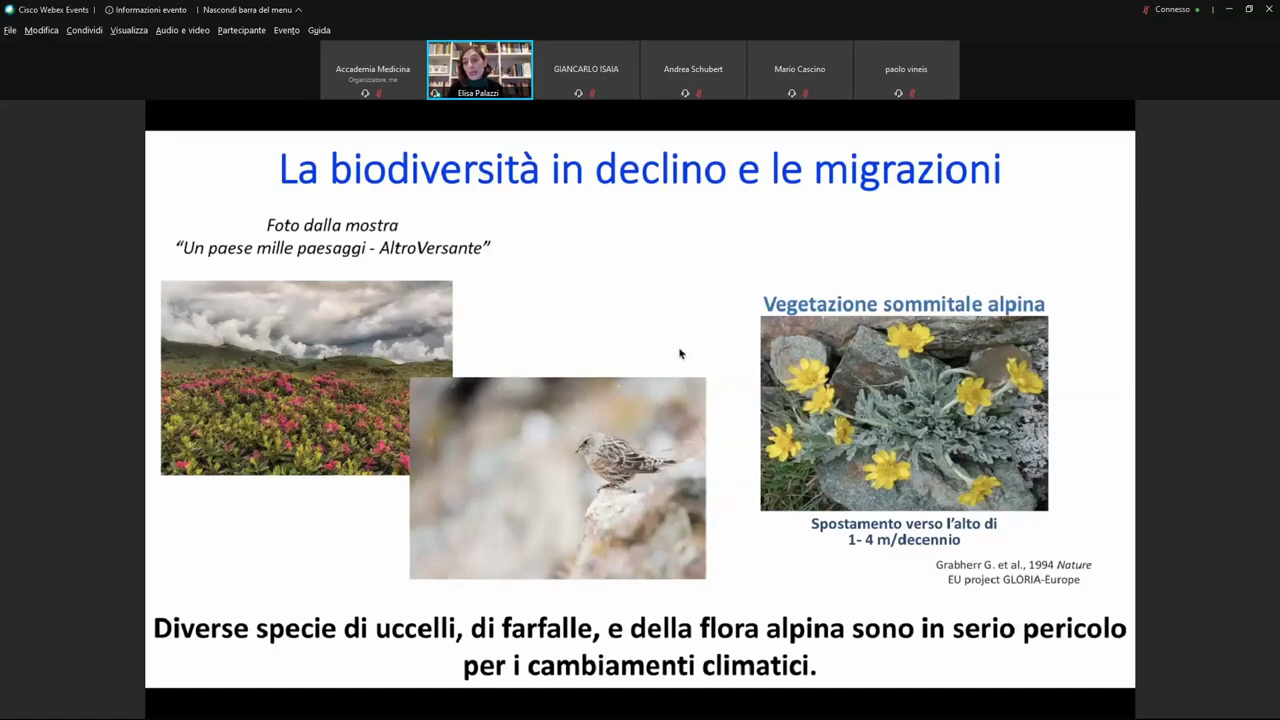 Cisco Webex Events
Informazioni evento
Nascondi barra del menu
Connesso
File Modifica Condividi Visualizza Audio e video Partecipante Evento Guida
Accademia Medicina
Organizzatore, me
Elisa Palazzi
GIANCARLO ISAIA
Andrea Schubert
Mario Cascino
paolo vineis
La biodiversità in declino e le migrazioni
Foto dalla mostra
“Un paese mille paesaggi - AltroVersante”
Vegetazione sommitale alpina
Spostamento verso l’alto di
1- 4 m/decennio
Grabherr G. et al., 1994 Nature
EU project GLORIA-Europe
Diverse specie di uccelli, di farfalle, e della flora alpina sono in serio pericolo
per i cambiamenti climatici.